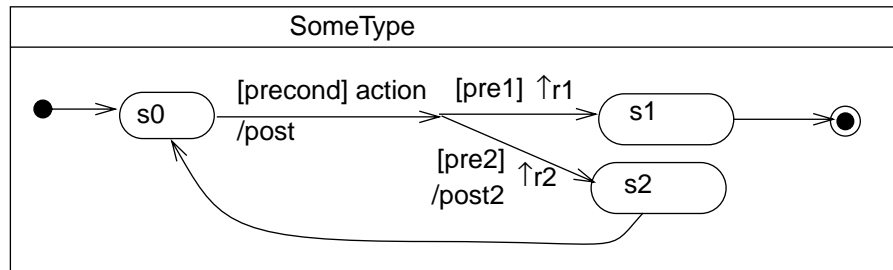 SomeType
[precond] action
/post
[pre1] ↑r1
[pre2] ↑r2
/post2
s0
s1
s2